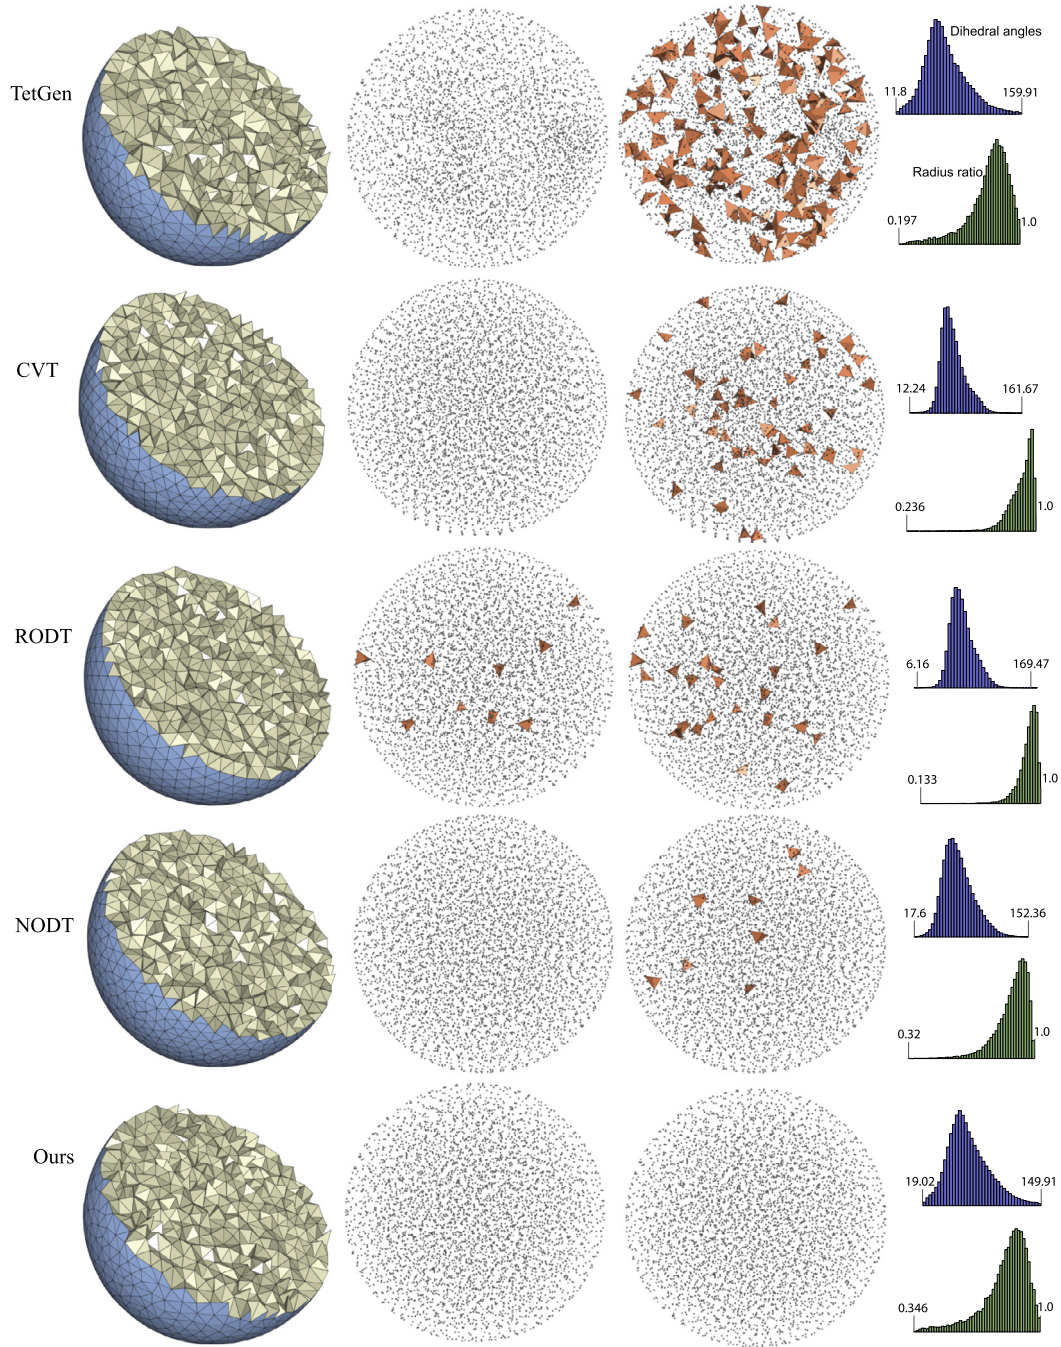 TetGen
Dihedral angles
11.8
159.91
Radius ratio
0.197
1.0
CVT
12.24
161.67
0.236
1.0
RODT
6.16
169.47
0.133
1.0
NODT
17.6
152.36
0.32
1.0
Ours
19.02
149.91
0.346
1.0